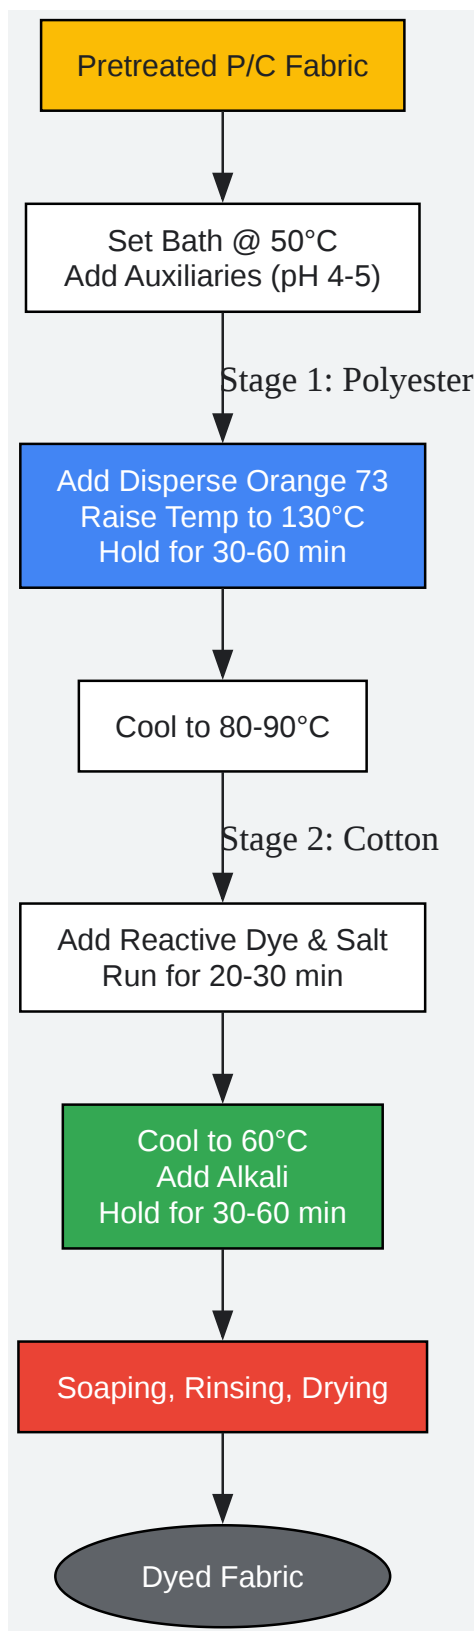 Pretreated P/C Fabric
Set Bath @ 50°C
Add Auxiliaries (pH 4-5)
Stage 1: Polyester
Add Disperse Orange 73
Raise Temp to 130°C
Hold for 30-60 min
Cool to 80-90°C
Stage 2: Cotton
Add Reactive Dye & Salt
Run for 20-30 min
Cool to 60°C
Add Alkali
Hold for 30-60 min
Soaping, Rinsing, Drying
Dyed Fabric